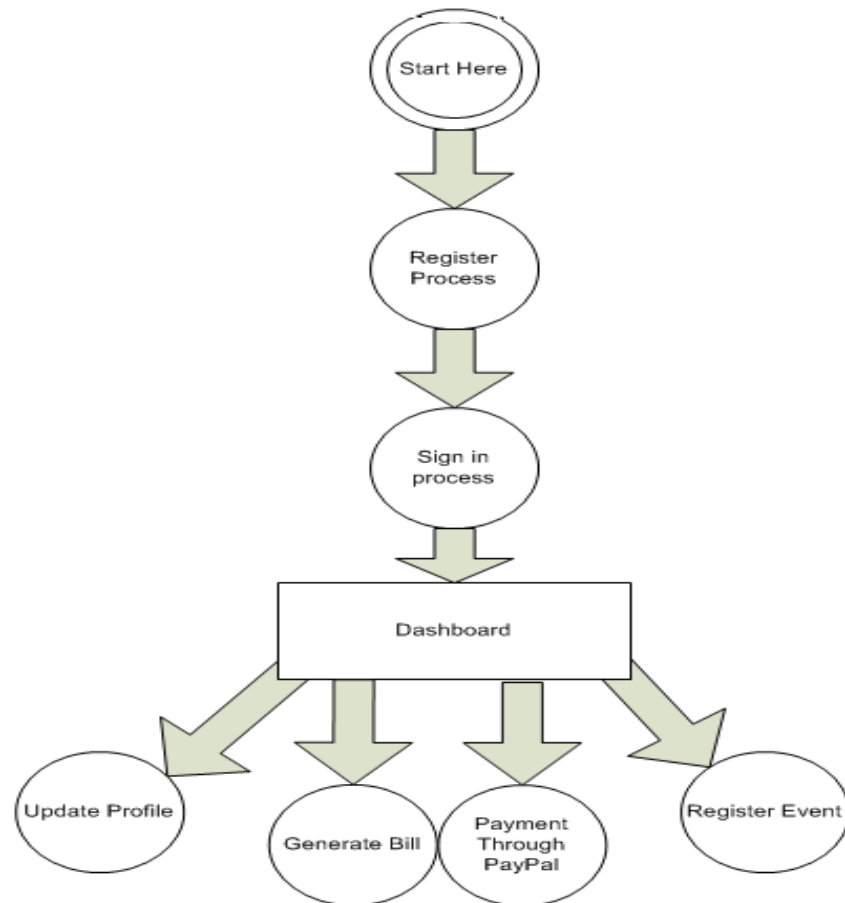 Start Here
Register
Process
Sign in
process
Dashboard
Update Profile
Generate Bill
Payment
Through
PayPal
Register Event